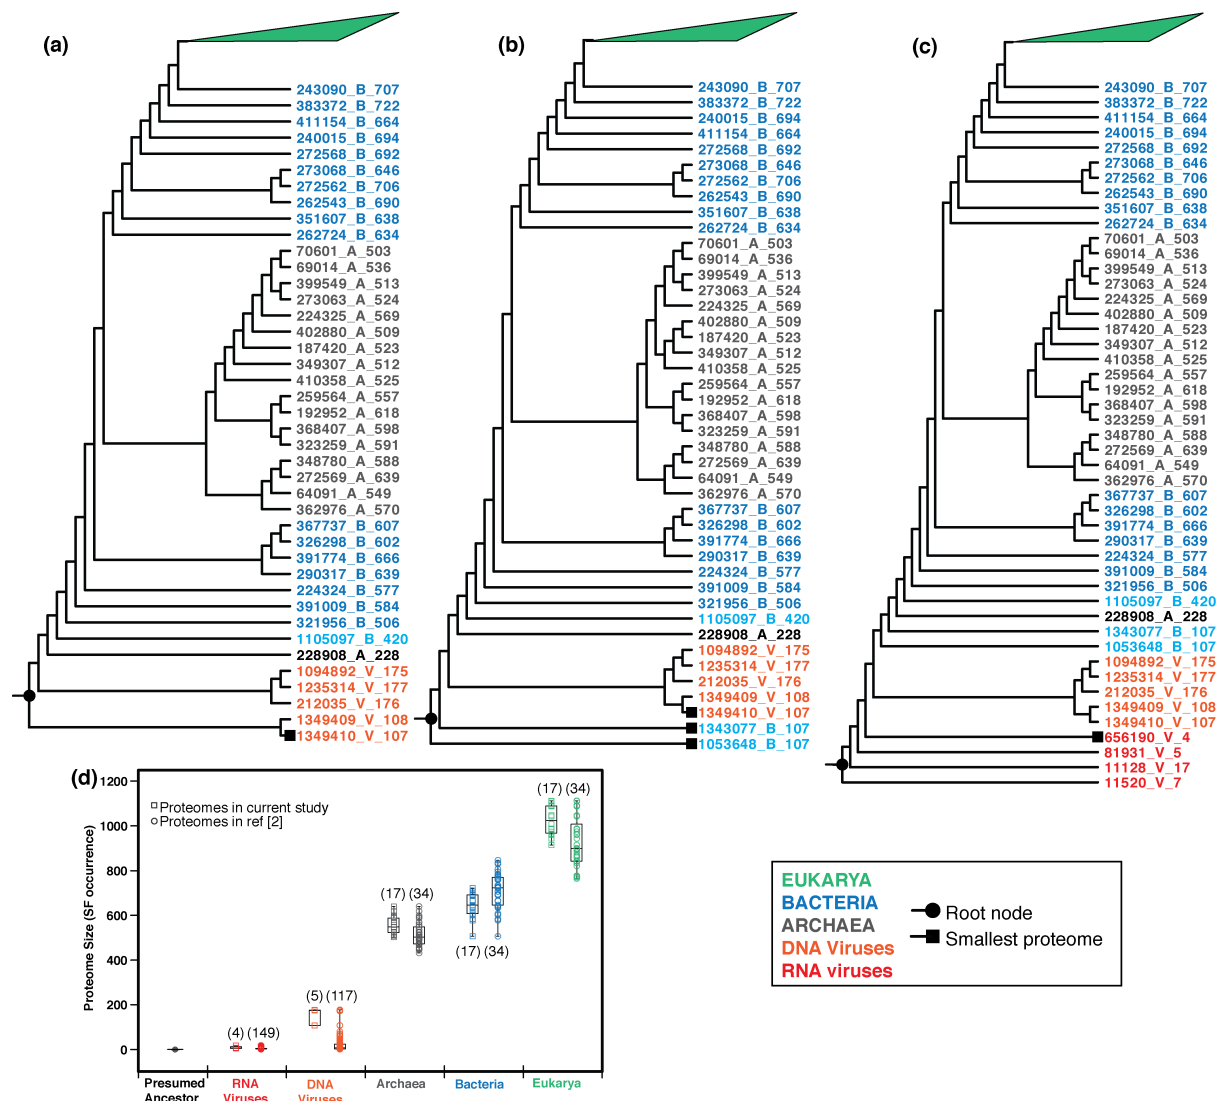 (a)
243090_B_707
383372_B_722
411154_B_664
240015_B_694
272568_B_692
273068_B_646
272562_B_706
262543_B_690
351607_B_638
262724_B_634
70601_A_503
69014_A_536
399549_A_513
273063_A_524
224325_A_569
402880_A_509
187420_A_523
349307_A_512
410358_A_525
259564_A_557
192952_A_618
368407_A_598
323259_A_591
348780_A_588
272569_A_639
64091_A_549
362976_A_570
367737_B_607
326298_B_602
391774_B_666
290317_B_639
224324_B_577
391009_B_584
321956_B_506
1105097_B_420
228908_A_228
1094892_V_175
1235314_V_177
212035_V_176
1349409_V_108
1349410_V_107
(b)
243090_B_707
383372_B_722
240015_B_694
411154_B_664
272568_B_692
273068_B_646
272562_B_706
262543_B_690
351607_B_638
262724_B_634
70601_A_503
69014_A_536
399549_A_513
273063_A_524
224325_A_569
402880_A_509
187420_A_523
349307_A_512
410358_A_525
259564_A_557
192952_A_618
368407_A_598
323259_A_591
348780_A_588
272569_A_639
64091_A_549
362976_A_570
367737_B_607
326298_B_602
391774_B_666
290317_B_639
224324_B_577
391009_B_584
321956_B_506
1105097_B_420
228908_A_228
1094892_V_175
1235314_V_177
212035_V_176
1349409_V_108
1349410_V_107
1343077_B_107
1053648_B_107
(c)
243090_B_707
383372_B_722
411154_B_664
240015_B_694
272568_B_692
273068_B_646
272562_B_706
262543_B_690
351607_B_638
262724_B_634
70601_A_503
69014_A_536
399549_A_513
273063_A_524
224325_A_569
402880_A_509
187420_A_523
349307_A_512
410358_A_525
259564_A_557
192952_A_618
368407_A_598
323259_A_591
348780_A_588
272569_A_639
64091_A_549
362976_A_570
367737_B_607
326298_B_602
391774_B_666
290317_B_639
224324_B_577
391009_B_584
321956_B_506
1105097_B_420
228908_A_228
1343077_B_107
1053648_B_107
1094892_V_175
1235314_V_177
212035_V_176
1349409_V_108
1349410_V_107
656190_V_4
81931_V_5
11128_V_17
11520_V_7
(d)
Proteome Size (SF occurrence)
1200
1000
800
600
400
200
0
Proteomes in current study
Proteomes in ref [2]
(4) (149)
(5) (117)
(17) (34)
(17) (34)
(17) (34)
Presumed
Ancestor
RNA
Viruses
DNA
Viruses
Archaea
Bacteria
Eukarya
EUKARYA
BACTERIA
ARCHAEA
DNA Viruses
RNA viruses
Root node
Smallest proteome